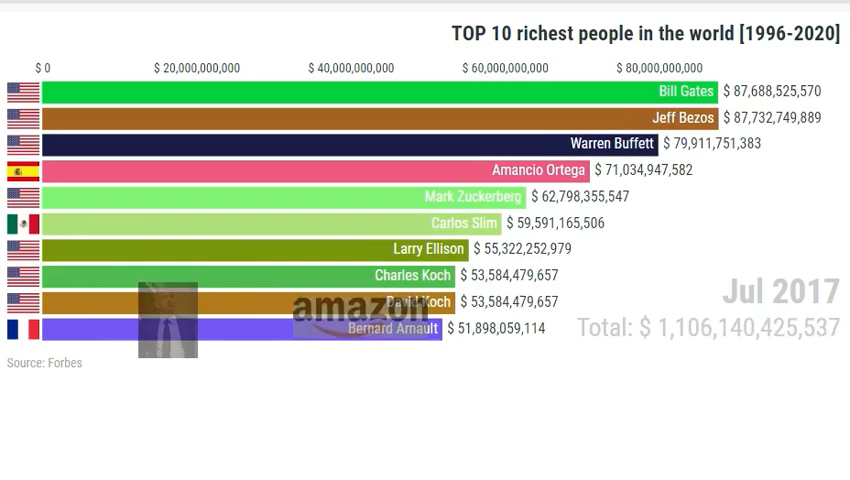 TOP 10 richest people in the world [1996-2020]
$ 0 $ 20,000,000,000 $ 40,000,000,000 $ 60,000,000,000 $ 80,000,000,000
Bill Gates $ 87,688,525,570
Jeff Bezos $ 87,732,749,889
Warren Buffett $ 79,911,751,383
Amancio Ortega $ 71,034,947,582
Mark Zuckerberg $ 62,798,355,547
Carlos Slim $ 59,591,165,506
Larry Ellison $ 55,322,252,979
Charles Koch $ 53,584,479,657
David Koch $ 53,584,479,657
amazon
Bernard Arnault $ 51,898,059,114
Jul 2017
Total: $ 1,106,140,425,537
Source: Forbes